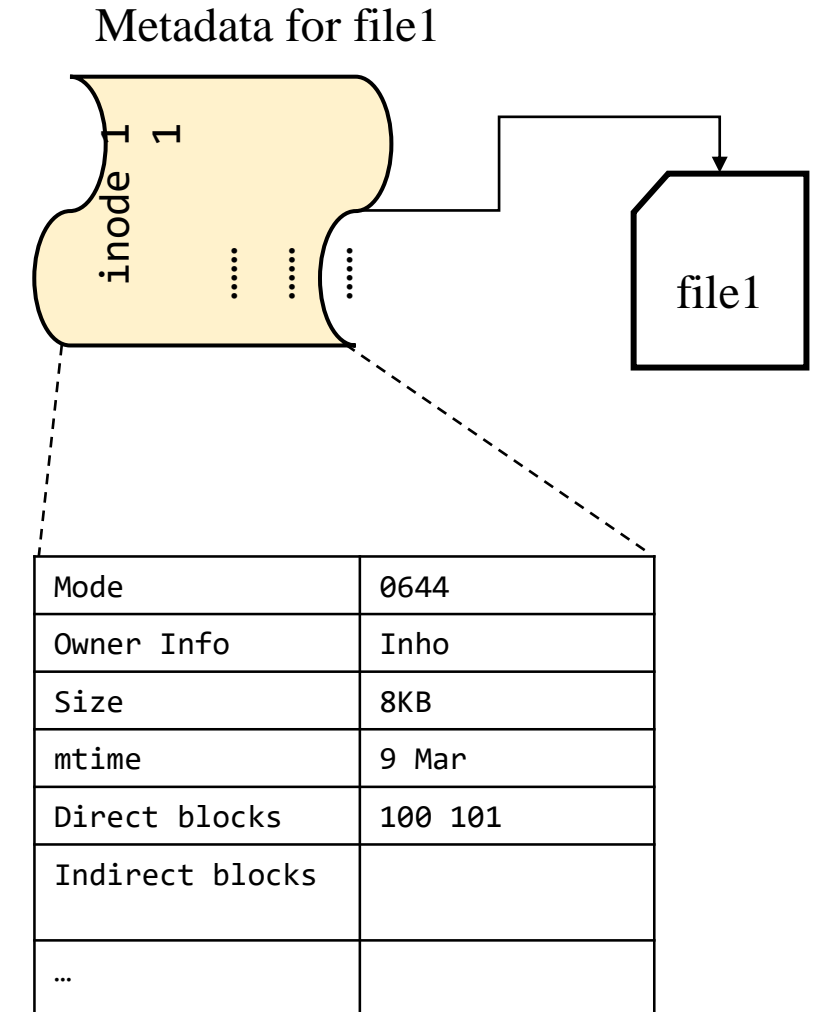 Metadata for file1
inode 1
1
……
……
……
file1
Mode 0644
Owner Info Inho
Size 8KB
mtime 9 Mar
Direct blocks 100 101
Indirect blocks
…